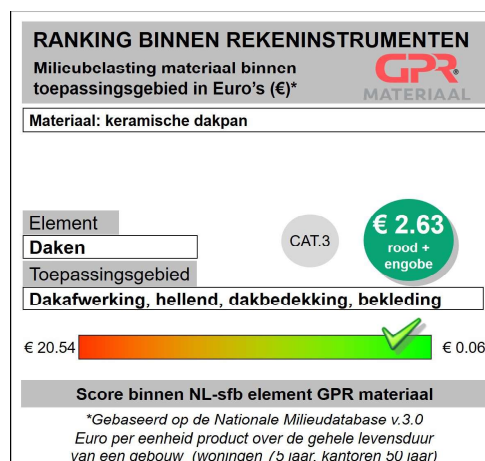 RANKING BINNEN REKENINSTRUMENTEN
Milieubelasting materiaal binnen
toepassingsgebied in Euro's (€)*
GPR®
MATERIAAL
Materiaal: keramische dakpan
Element
Daken
CAT.3
€ 2.63
rood +
engobe
Toepassingsgebied
Dakafwerking, hellend, dakbedekking, bekleding
€ 20.54
€ 0.06
Score binnen NL-sfb element GPR materiaal
*Gebaseerd op de Nationale Milieudatabase v.3.0
Euro per eenheid product over de gehele levensduur
van een gebouw (woningen 75 jaar, kantoren 50 jaar)